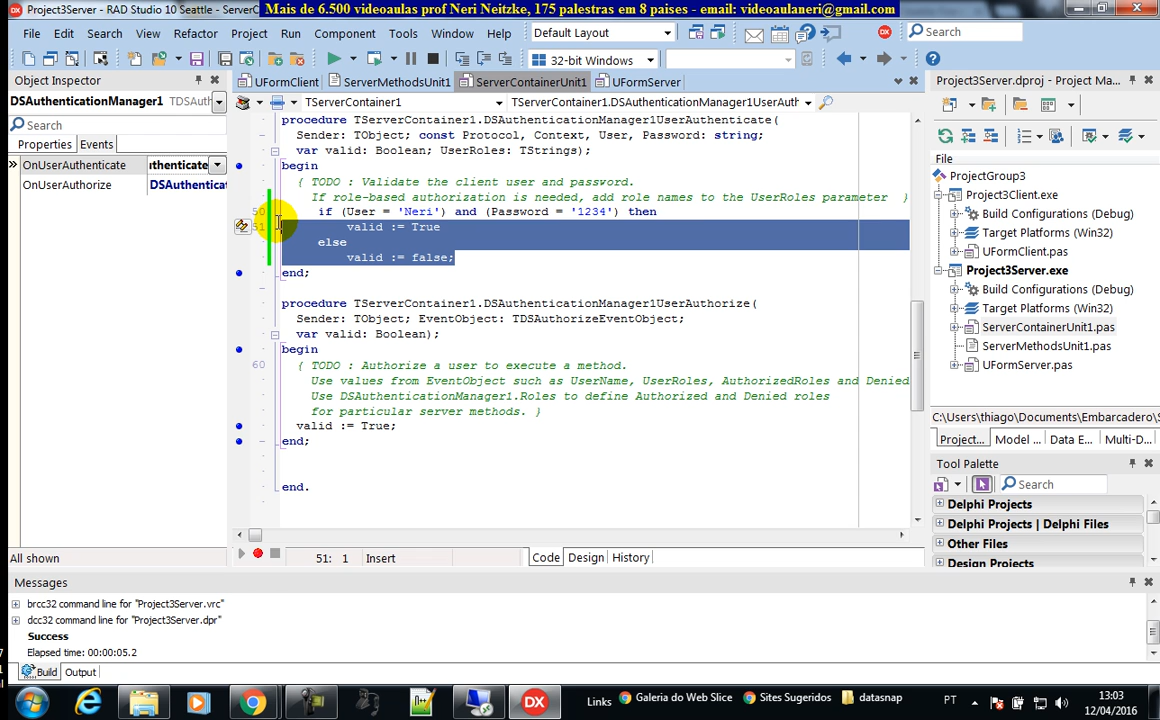 Project3Server - RAD Studio 10 Seattle - ServerC
Mais de 6.500 videoaulas prof Neri Neitzke, 175 palestras em 8 paises - email: videoaulaneri@gmail.com
File Edit Search View Refactor Project Run Component Tools Window Help
Default Layout
Search
32-bit Windows
Object Inspector
UFormClient ServerMethodsUnit1 ServerContainerUnit1 UFormServer
Project3Server.dproj - Project Ma...
DSAuthenticationManager1 TDSAuth
TServerContainer1
TServerContainer1.DSAuthenticationManager1UserAuth
Search
Properties Events
OnUserAuthenticate
OnUserAuthorize DSAuthenticat
procedure TServerContainer1.DSAuthenticationManager1UserAuthenticate(
Sender: TObject; const Protocol, Context, User, Password: string;
var valid: Boolean; UserRoles: TStrings);
begin
{ TODO : Validate the client user and password.
If role-based authorization is needed, add role names to the UserRoles parameter }
50 if (User = 'Neri') and (Password = '1234') then
51 valid := True
else
valid := false;
end;
procedure TServerContainer1.DSAuthenticationManager1UserAuthorize(
Sender: TObject; EventObject: TDSAuthorizeEventObject;
var valid: Boolean);
begin
60 { TODO : Authorize a user to execute a method.
Use values from EventObject such as UserName, UserRoles, AuthorizedRoles and Denied
Use DSAuthenticationManager1.Roles to define Authorized and Denied roles
for particular server methods. }
valid := True;
end;
end.
File
ProjectGroup3
Project3Client.exe
Build Configurations (Debug)
Target Platforms (Win32)
UFormClient.pas
Project3Server.exe
Build Configurations (Debug)
Target Platforms (Win32)
ServerContainerUnit1.pas
ServerMethodsUnit1.pas
UFormServer.pas
C:\Users\thiago\Documents\Embarcadero\S
Project... Model ... Data E... Multi-D...
Tool Palette
Search
Delphi Projects
Delphi Projects | Delphi Files
Other Files
Design Projects
All shown
51: 1 Insert
Code Design History
Messages
brcc32 command line for "Project3Server.vrc"
dcc32 command line for "Project3Server.dpr"
Success
Elapsed time: 00:00:05.2
Build Output
Links Galeria do Web Slice Sites Sugeridos datasnap PT
13:03
12/04/2016